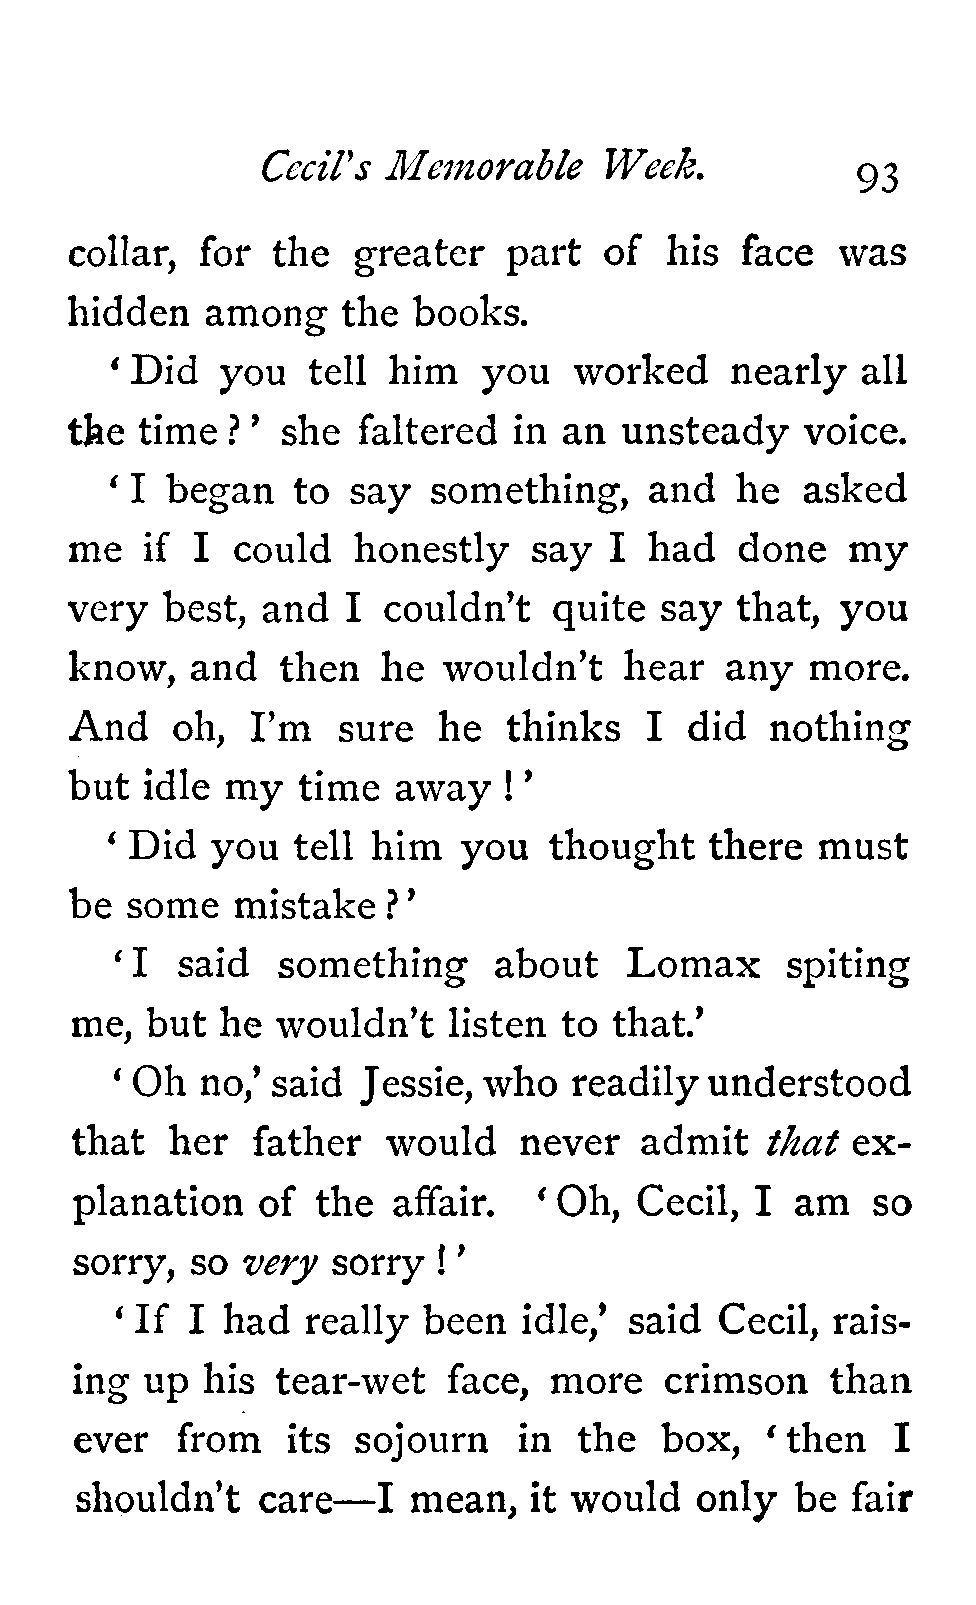 Cecil's Memorable Week. 93
collar, for the greater part of his face was
hidden among the books.
‘Did you tell him you worked nearly all
the time?’ she faltered in an unsteady voice.
‘I began to say something, and he asked
me if I could honestly say I had done my
very best, and I couldn’t quite say that, you
know, and then he wouldn’t hear any more.
And oh, I’m sure he thinks I did nothing
but idle my time away!’
‘Did you tell him you thought there must
be some mistake?’
‘I said something about Lomax spiting
me, but he wouldn’t listen to that.’
‘Oh no,’ said Jessie, who readily understood
that her father would never admit that ex-
planation of the affair. ‘Oh, Cecil, I am so
sorry, so very sorry!’
‘If I had really been idle,’ said Cecil, rais-
ing up his tear-wet face, more crimson than
ever from its sojourn in the box, ‘then I
shouldn’t care—I mean, it would only be fair